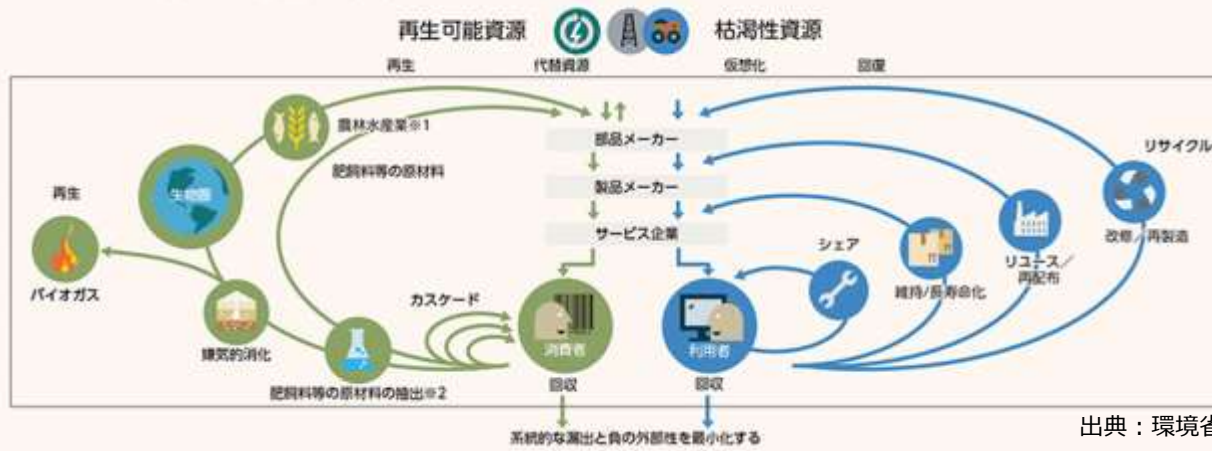 再生可能資源
枯渇性資源
再生
代替資源
仮想化
回復
農林水産業※1
部品メーカー
リサイクル
肥飼料等の原材料
再生
生物圏
製品メーカー
サービス企業
シェア
改修／再製造
リユース／
再配布
バイオガス
カスケード
維持/長寿命化
嫌気的消化
消費者
利用者
回収
回収
肥飼料等の原材料の抽出※2
系統的な漏出と負の外部性を最小化する
出典：環境省